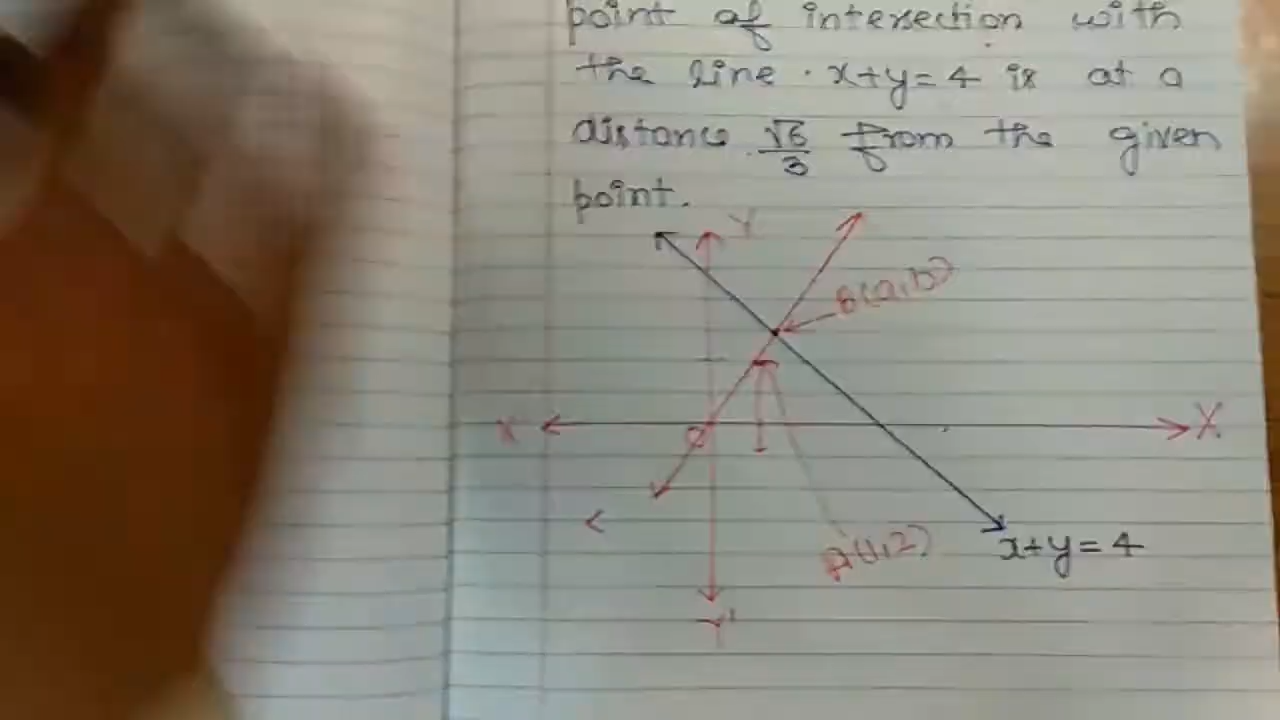 point of intersection with
the line x+y=4 is at a
distance √6/3 from the given
point.
Y
B(a,b)
X X
O
A(1,2)
x+y=4
Y'